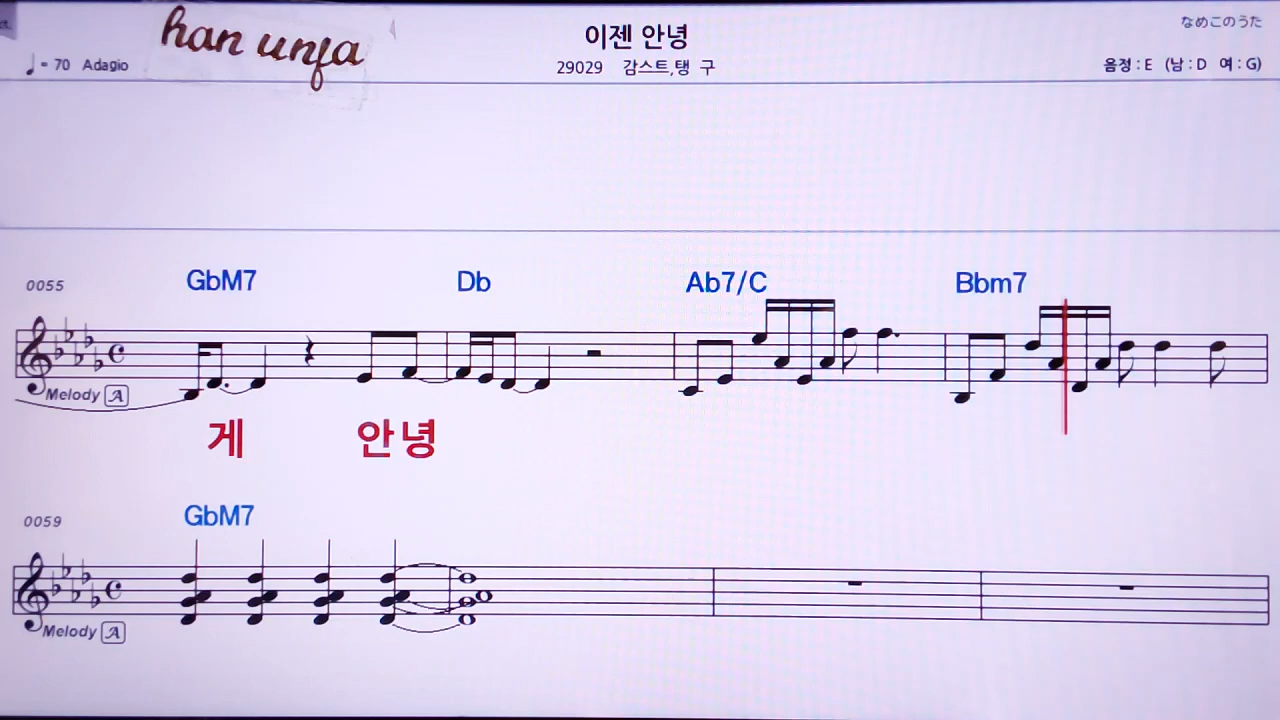 han unfa
이젠 안녕
なめこのうた
♩= 70 Adagio
29029 감스트,탱 구
음정 : E (남 : D 여 : G)
0055
GbM7 Db Ab7/C Bbm7
Melody A
게 안녕
0059
GbM7
Melody A